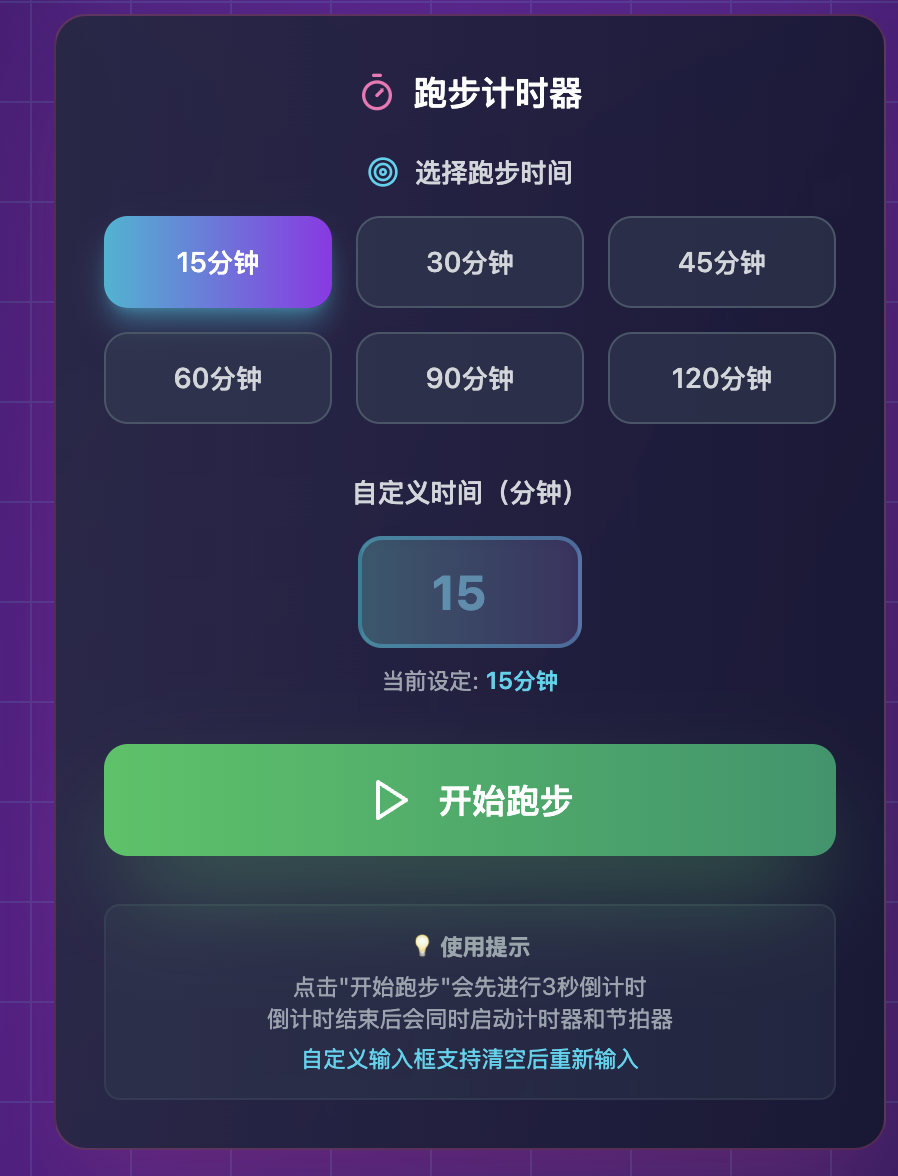 跑步计时器
选择跑步时间
15分钟
30分钟
45分钟
60分钟
90分钟
120分钟
自定义时间（分钟）
15
当前设定: 15分钟
开始跑步
💡 使用提示
点击"开始跑步"会先进行3秒倒计时
倒计时结束后会同时启动计时器和节拍器
自定义输入框支持清空后重新输入